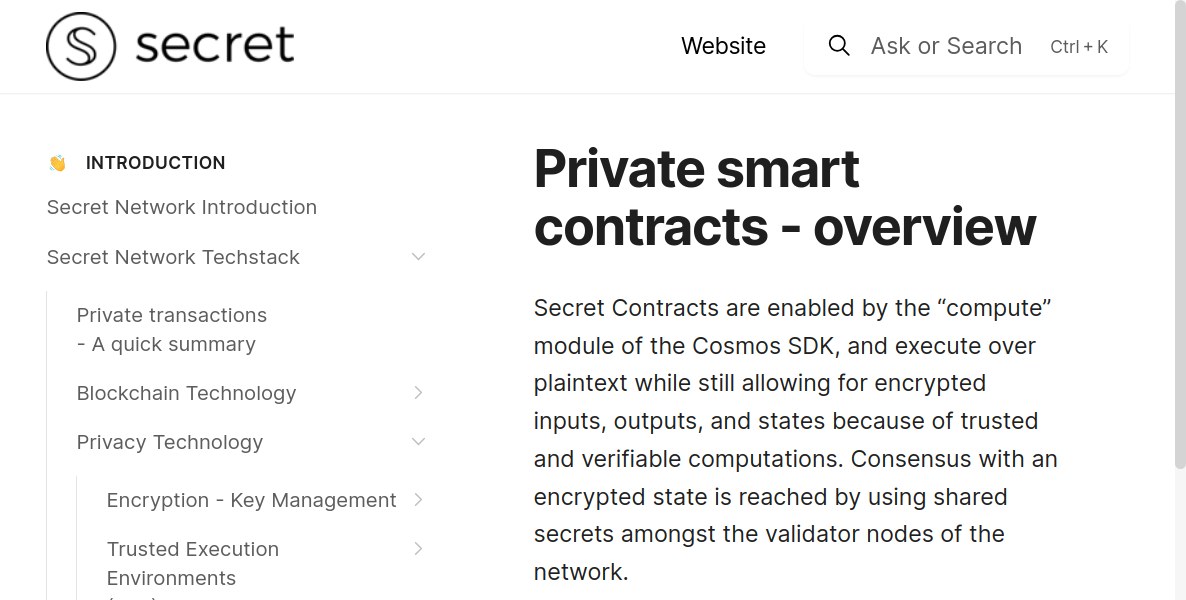 secret
Website
Ask or Search
Ctrl + K
INTRODUCTION
Secret Network Introduction
Secret Network Techstack
Private transactions
- A quick summary
Blockchain Technology
Privacy Technology
Encryption - Key Management
Trusted Execution
Environments
Private smart
contracts - overview
Secret Contracts are enabled by the “compute”
module of the Cosmos SDK, and execute over
plaintext while still allowing for encrypted
inputs, outputs, and states because of trusted
and verifiable computations. Consensus with an
encrypted state is reached by using shared
secrets amongst the validator nodes of the
network.